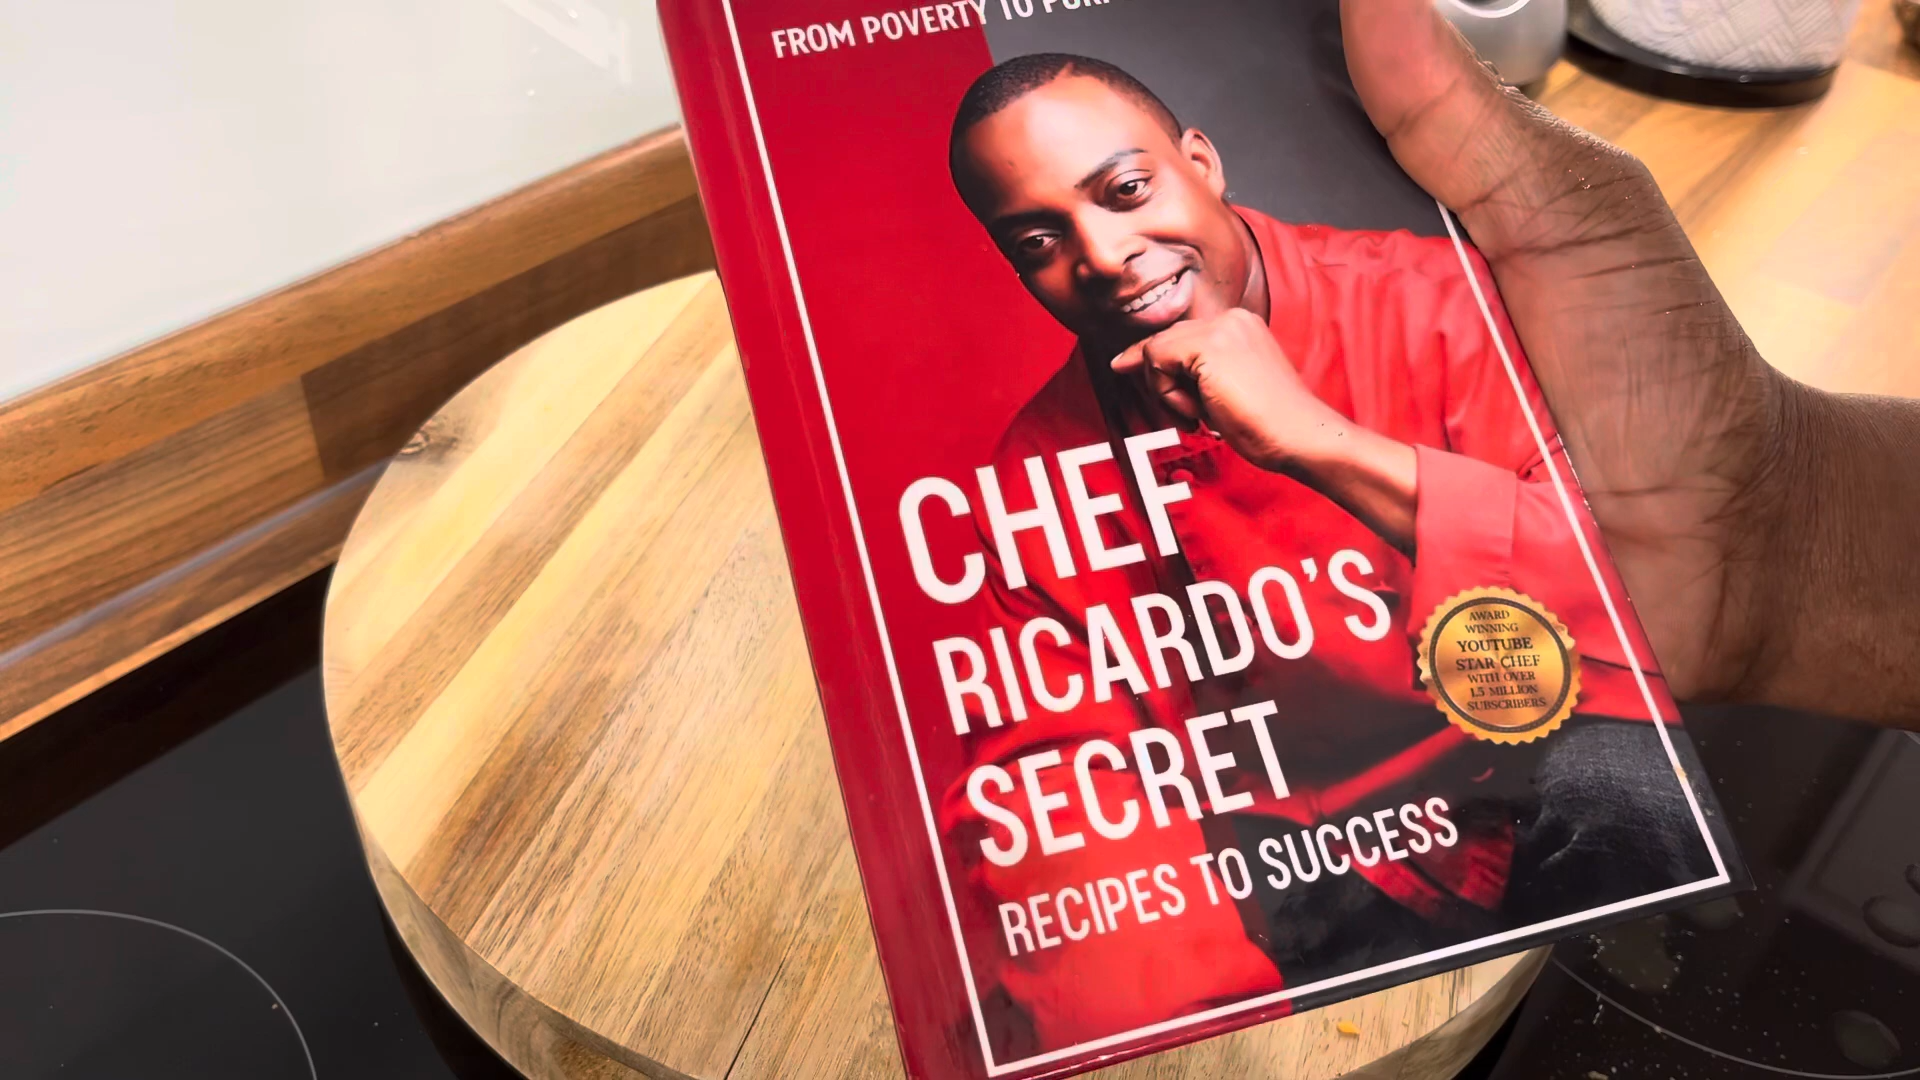 FROM POVERTY TO
CHEF
RICARDO'S
SECRET
RECIPES TO SUCCESS
AWARD
WINNING
YOUTUBE
STAR CHEF
WITH OVER
1.5 MILLION
SUBSCRIBERS